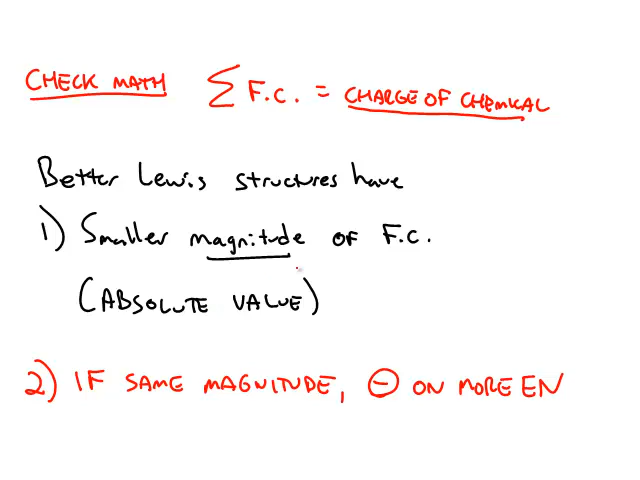 CHECK MATH Σ F.C. = CHARGE OF CHEMICAL
Better Lewis structures have
1) Smaller magnitude of F.C.
(ABSOLUTE VALUE)
2) IF SAME MAGNITUDE, ⊖ ON MORE EN